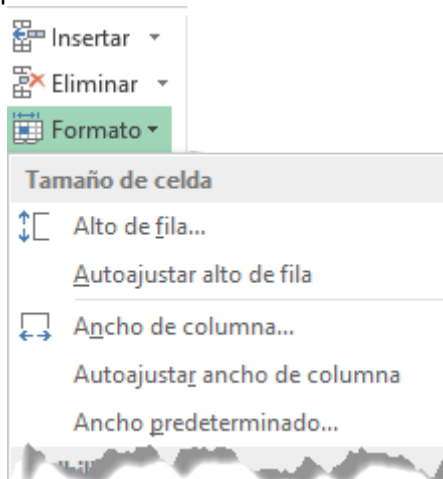 Insertar
Eliminar
Formato
Tamaño de celda
Alto de fila...
Autoajustar alto de fila
Ancho de columna...
Autoajustar ancho de columna
Ancho predeterminado...